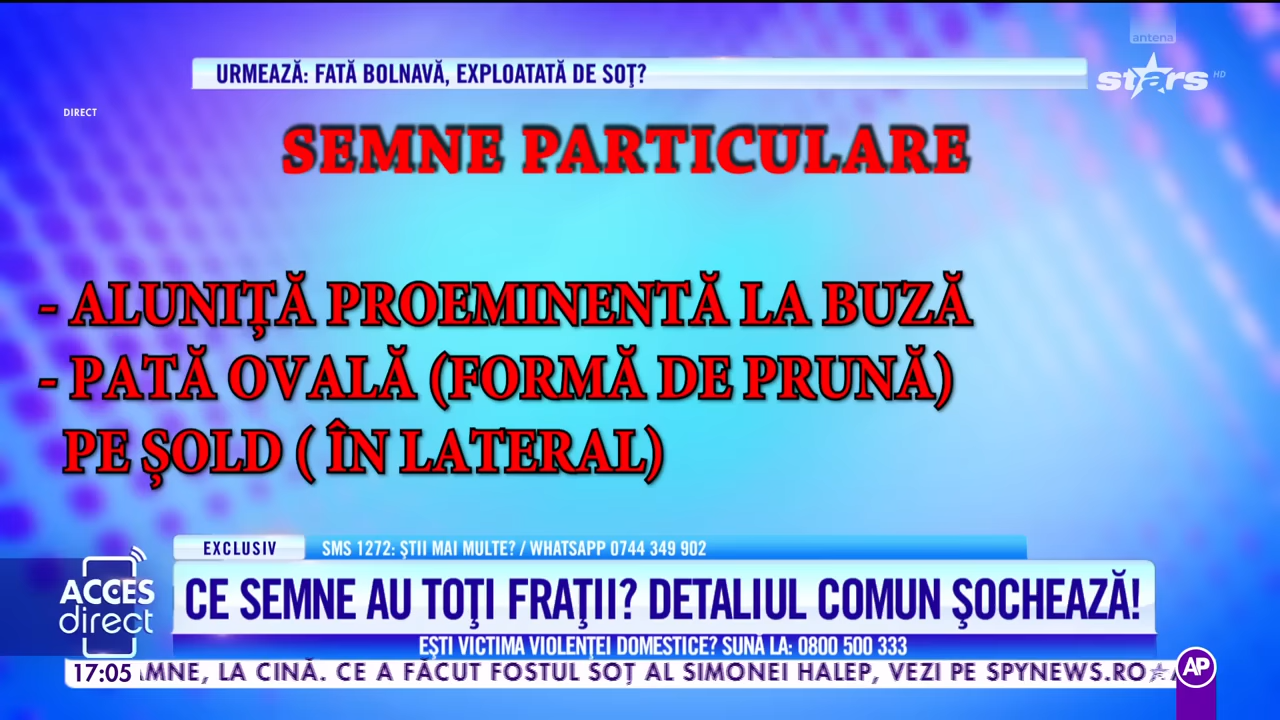 antena
stars HD
URMEAZĂ: FATĂ BOLNAVĂ, EXPLOATATĂ DE SOŢ?
DIRECT
SEMNE PARTICULARE
- ALUNIŢĂ PROEMINENTĂ LA BUZĂ
- PATĂ OVALĂ (FORMĂ DE PRUNĂ)
PE ȘOLD ( ÎN LATERAL)
EXCLUSIV
SMS 1272: ŞTII MAI MULTE? / WHATSAPP 0744 349 902
ACCES
direct
CE SEMNE AU TOŢI FRAŢII? DETALIUL COMUN ŞOCHEAZĂ!
EŞTI VICTIMA VIOLENŢEI DOMESTICE? SUNĂ LA: 0800 500 333
17:05 AMNE, LA CINĂ. CE A FĂCUT FOSTUL SOȚ AL SIMONEI HALEP, VEZI PE SPYNEWS.RO
AP